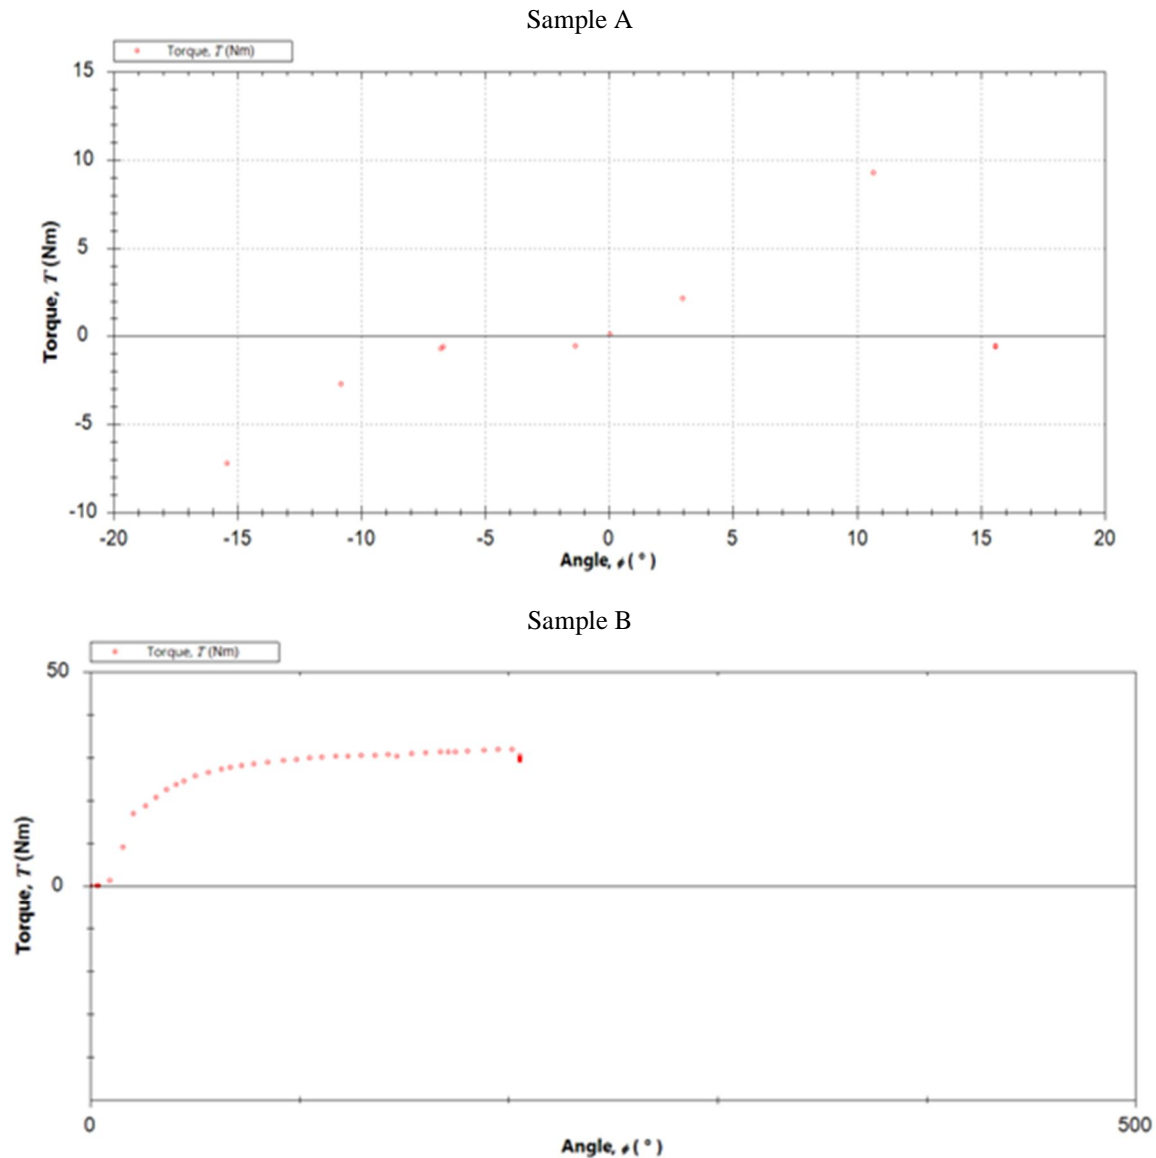 Sample A
Torque, T (Nm)
15
10
5
0
-5
-10
-20 -15 -10 -5 0 5 10 15 20
Torque, T (Nm)
Angle, ϕ ( ° )
Sample B
Torque, T (Nm)
50
0
0 500
Torque, T (Nm)
Angle, ϕ ( ° )